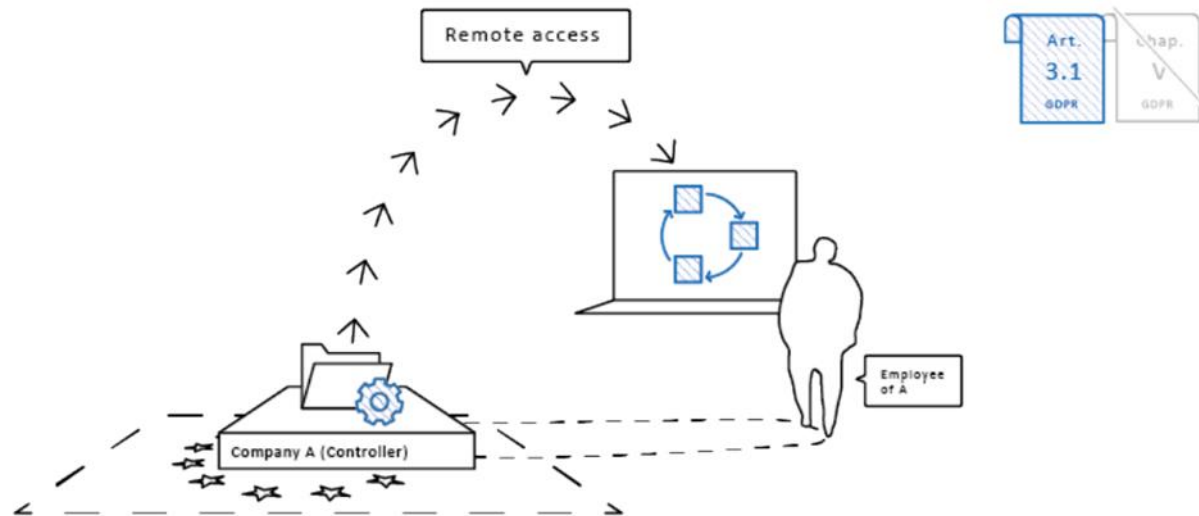 Remote access
Art.
3.1
GDPR
Chap.
V
GDPR
Employee
of A
Company A (Controller)